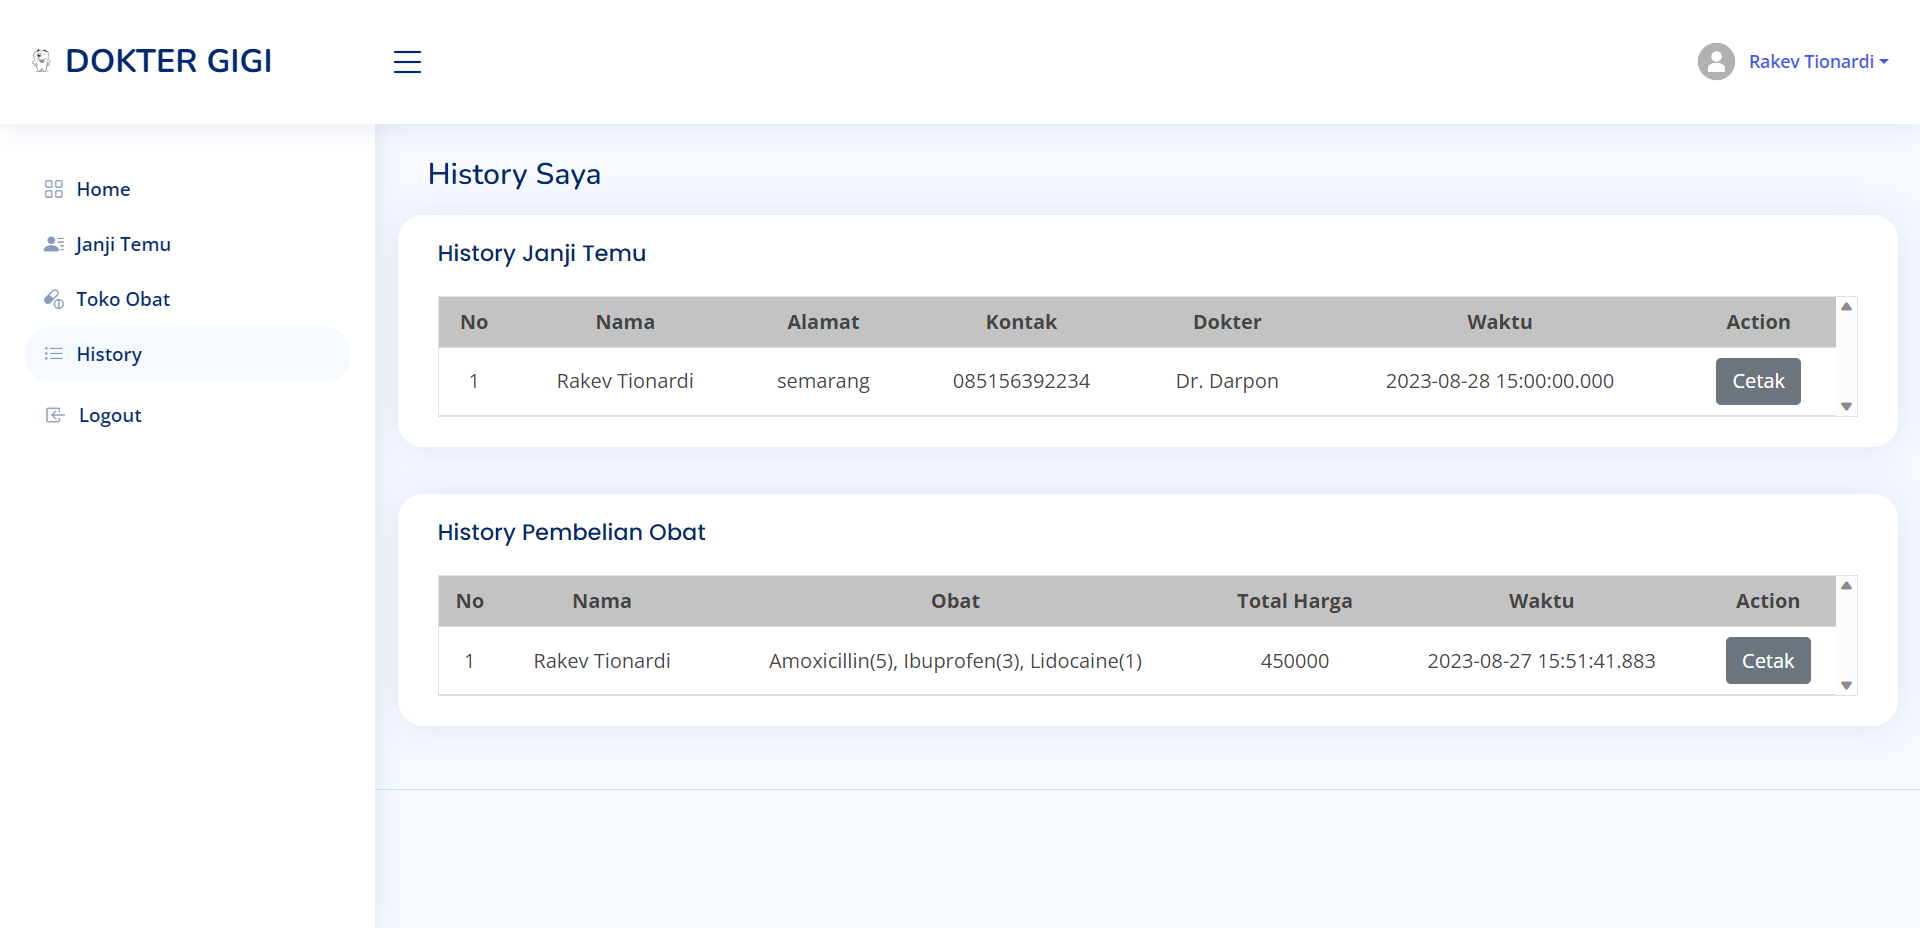 DOKTER GIGI
Rakev Tionardi
Home
Janji Temu
Toko Obat
History
Logout
History Saya
History Janji Temu
No Nama Alamat Kontak Dokter Waktu Action
1 Rakev Tionardi semarang 085156392234 Dr. Darpon 2023-08-28 15:00:00.000 Cetak
History Pembelian Obat
No Nama Obat Total Harga Waktu Action
1 Rakev Tionardi Amoxicillin(5), Ibuprofen(3), Lidocaine(1) 450000 2023-08-27 15:51:41.883 Cetak